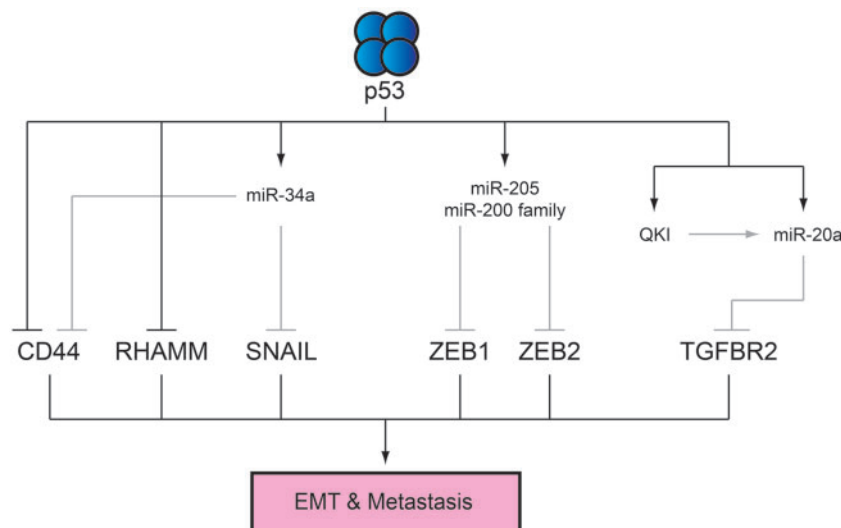 p53
miR-34a
miR-205
miR-200 family
QKI
miR-20a
CD44
RHAMM
SNAIL
ZEB1
ZEB2
TGFBR2
EMT & Metastasis